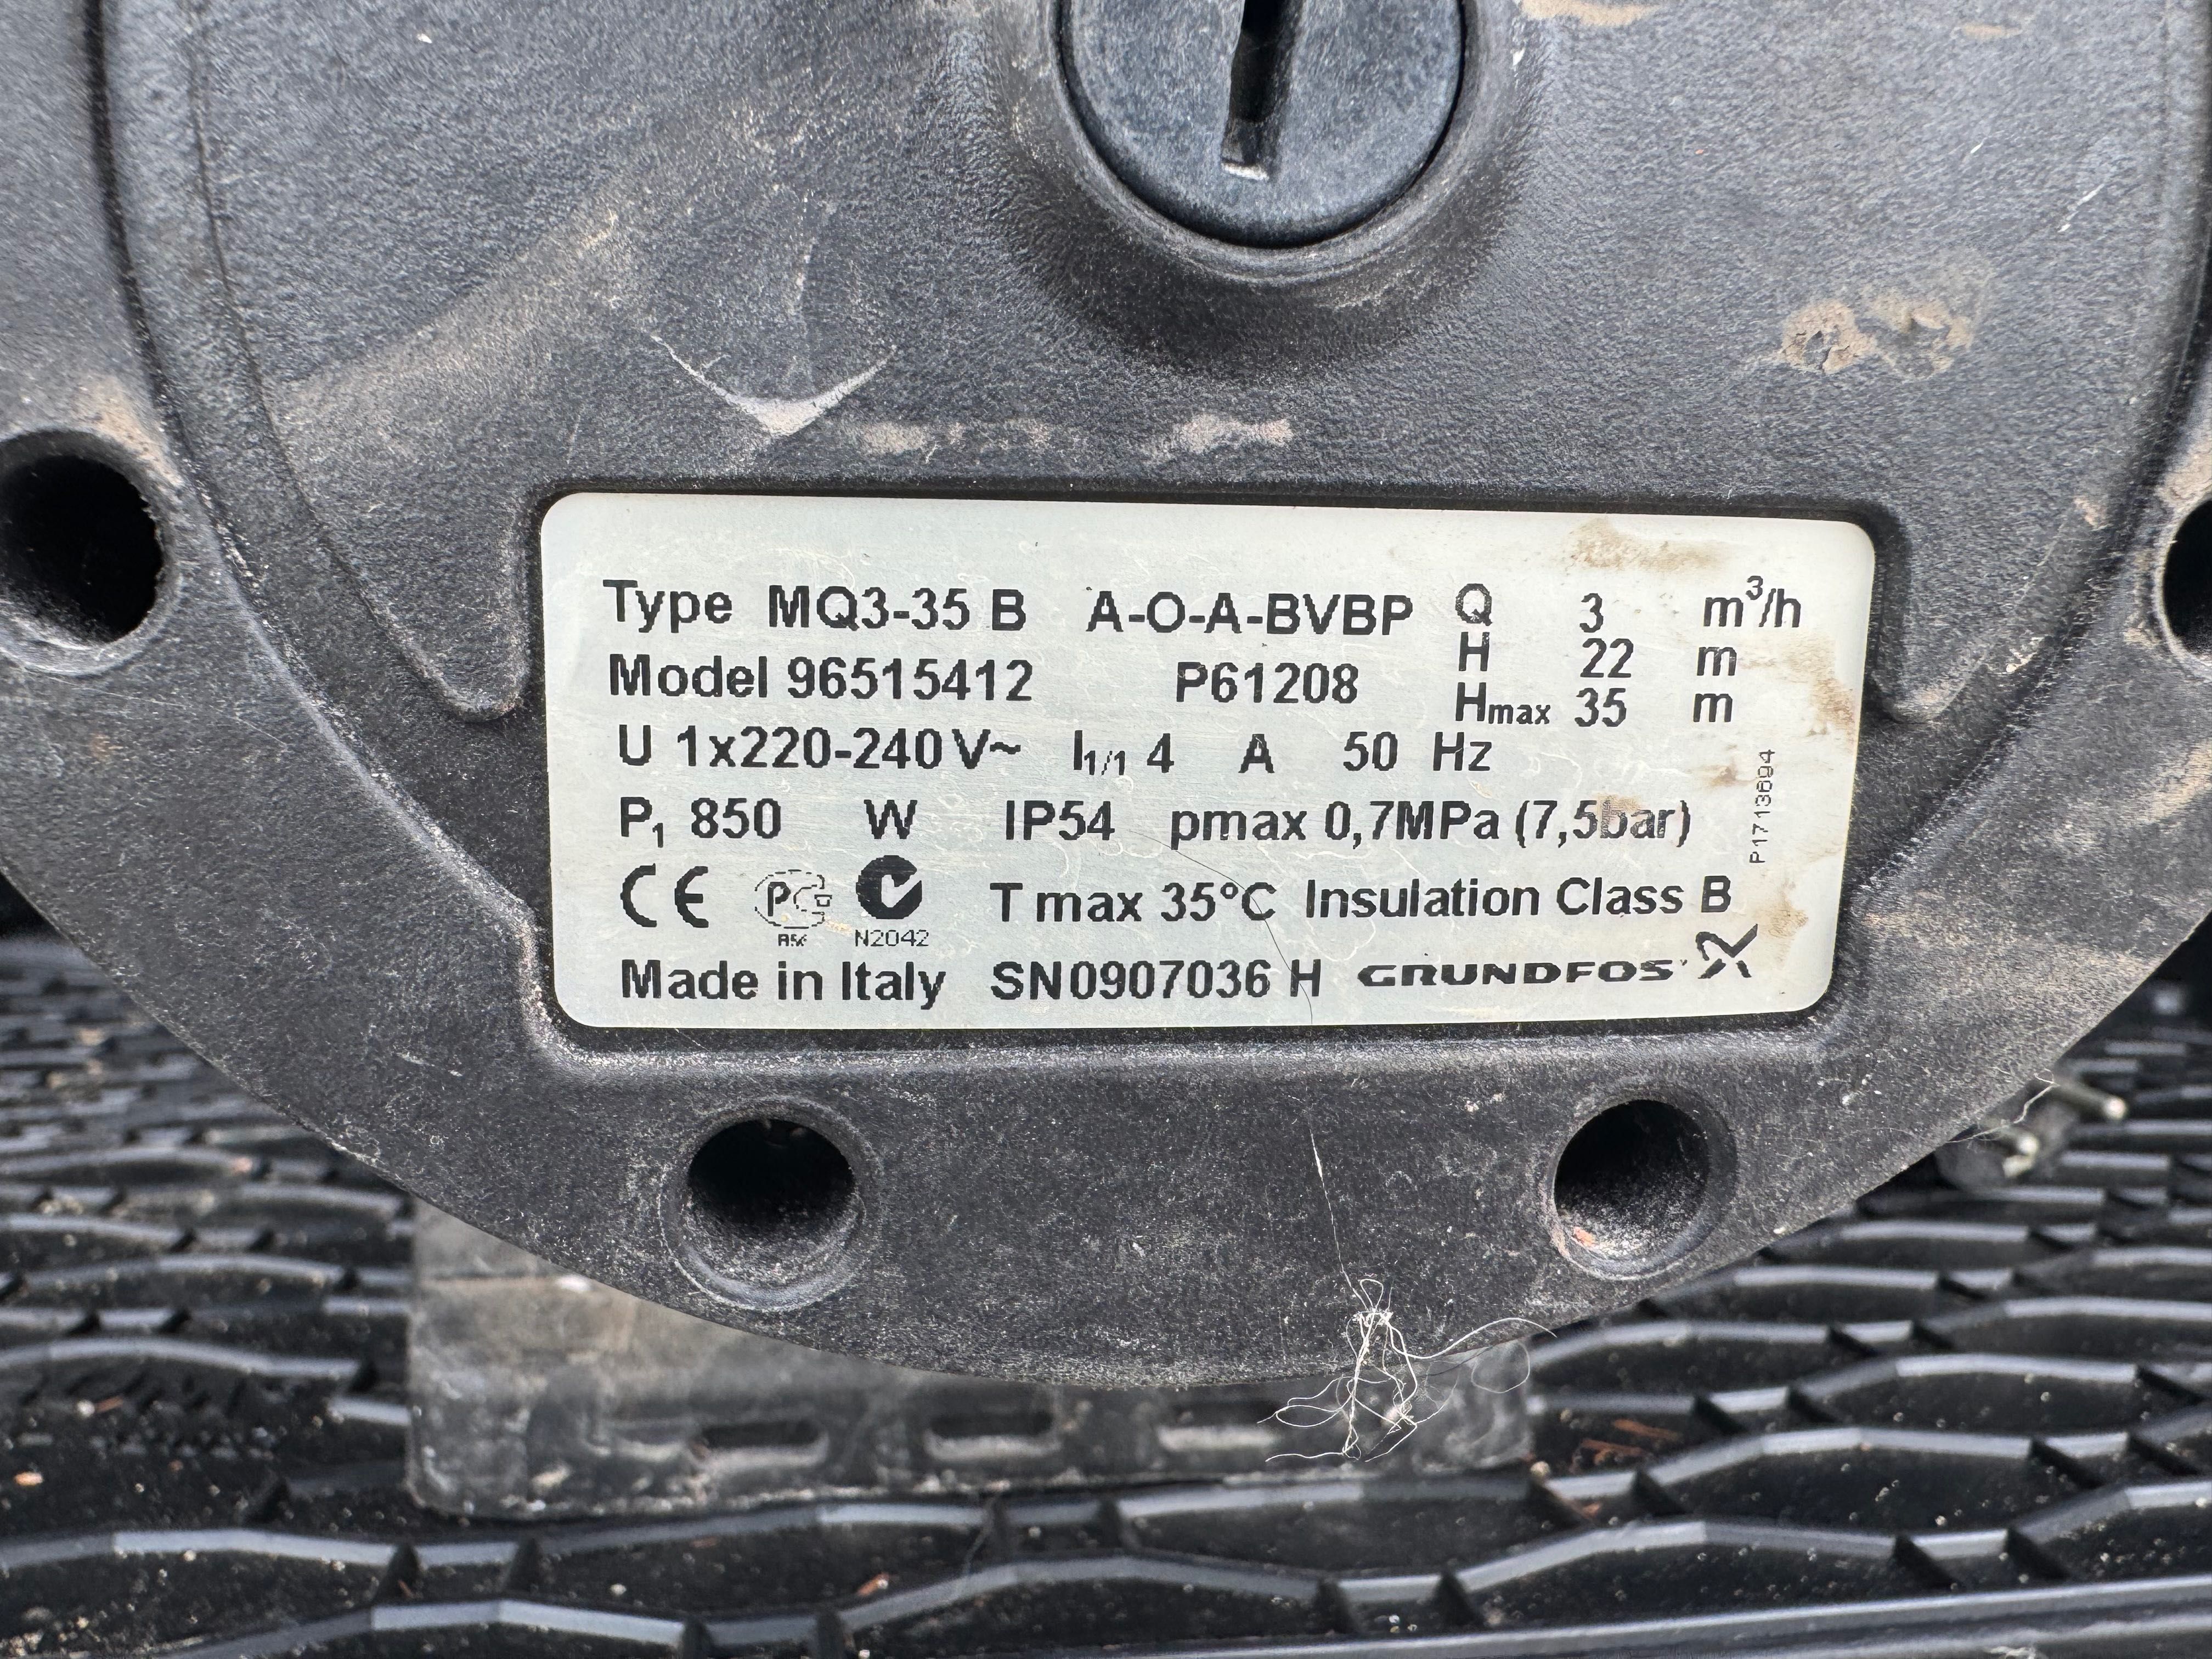 Type MQ3-35 B A-O-A-BVBP Q 3 m³/h
H 22 m
Model 96515412 P61208 Hmax 35 m
U 1x220-240V~ I1/1 4 A 50 Hz
P1 850 W IP54 pmax 0,7MPa (7,5bar)
P1713694
CE PC N2042 T max 35°C Insulation Class B
Made in Italy SN0907036 H GRUNDFOS